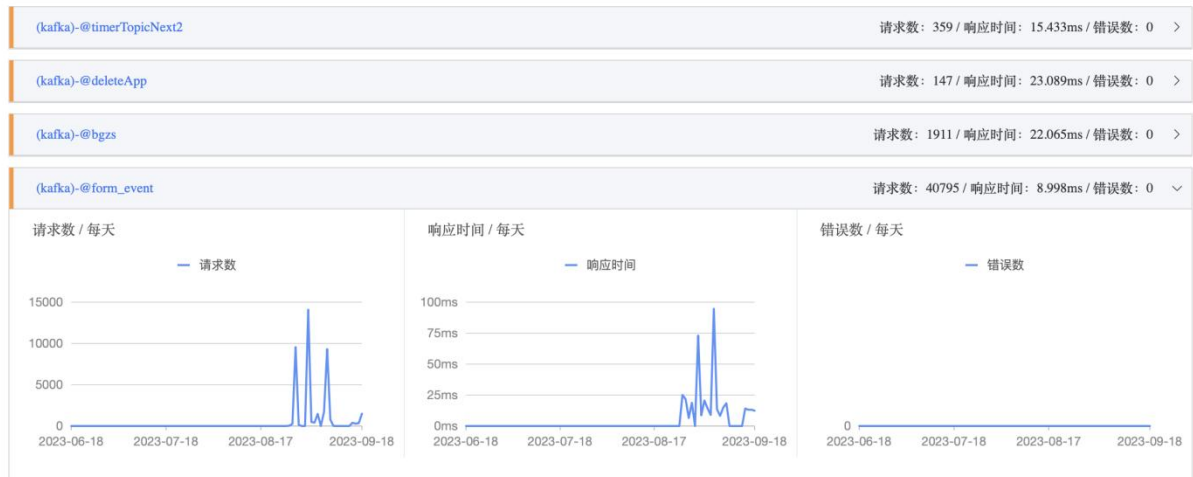 (kafka)-@timerTopicNext2 请求数：359 / 响应时间：15.433ms / 错误数：0
(kafka)-@deleteApp 请求数：147 / 响应时间：23.089ms / 错误数：0
(kafka)-@bgzs 请求数：1911 / 响应时间：22.065ms / 错误数：0
(kafka)-@form_event 请求数：40795 / 响应时间：8.998ms / 错误数：0
请求数 / 每天
请求数
15000
10000
5000
0
2023-06-18 2023-07-18 2023-08-17 2023-09-18
响应时间 / 每天
响应时间
100ms
75ms
50ms
25ms
0ms
2023-06-18 2023-07-18 2023-08-17 2023-09-18
错误数 / 每天
错误数
0
2023-06-18 2023-07-18 2023-08-17 2023-09-18